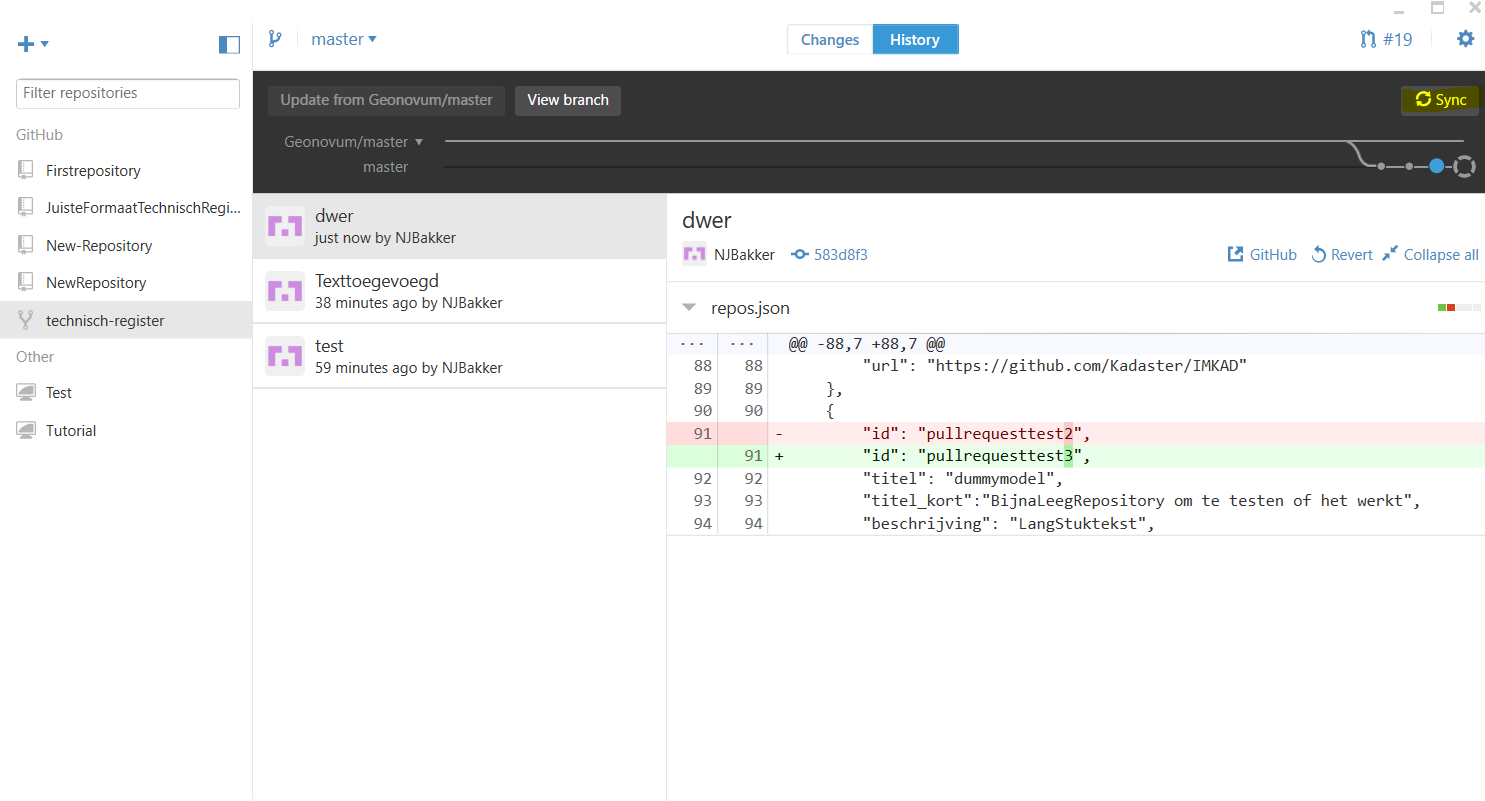 master
Changes
History
#19
Filter repositories
GitHub
Firstrepository
JuisteFormaatTechnischRegi...
New-Repository
NewRepository
technisch-register
Other
Test
Tutorial
Update from Geonovum/master
View branch
Sync
Geonovum/master
master
dwer
just now by NJBakker
Texttoegevoegd
38 minutes ago by NJBakker
test
59 minutes ago by NJBakker
dwer
NJBakker 583d8f3
GitHub Revert Collapse all
repos.json
... ... @@ -88,7 +88,7 @@
88 88 "url": "https://github.com/Kadaster/IMKAD"
89 89 },
90 90 {
91 - "id": "pullrequesttest2",
91 + "id": "pullrequesttest3",
92 92 "titel": "dummymodel",
93 93 "titel_kort":"BijnaLeegRepository om te testen of het werkt",
94 94 "beschrijving": "LangStuktekst",